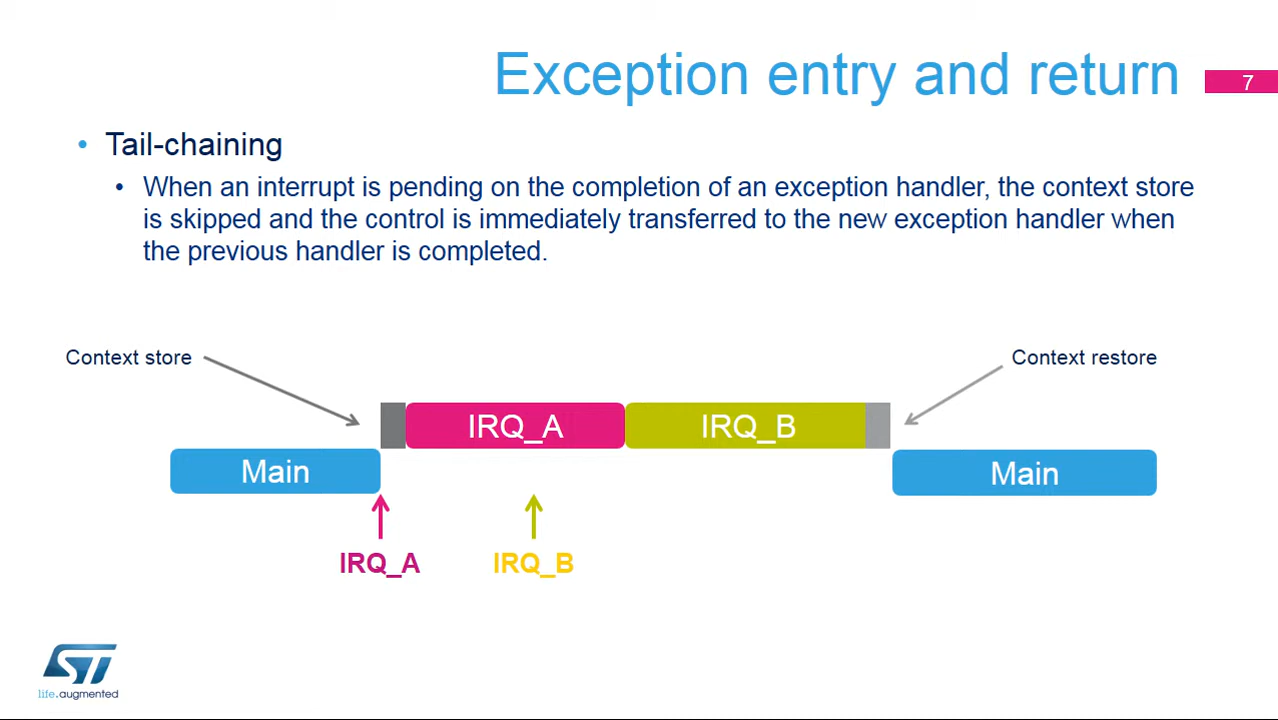 Exception entry and return
7
• Tail-chaining
• When an interrupt is pending on the completion of an exception handler, the context store
is skipped and the control is immediately transferred to the new exception handler when
the previous handler is completed.
Context store
Context restore
IRQ_A
IRQ_B
Main
Main
IRQ_A
IRQ_B
ST
life.augmented